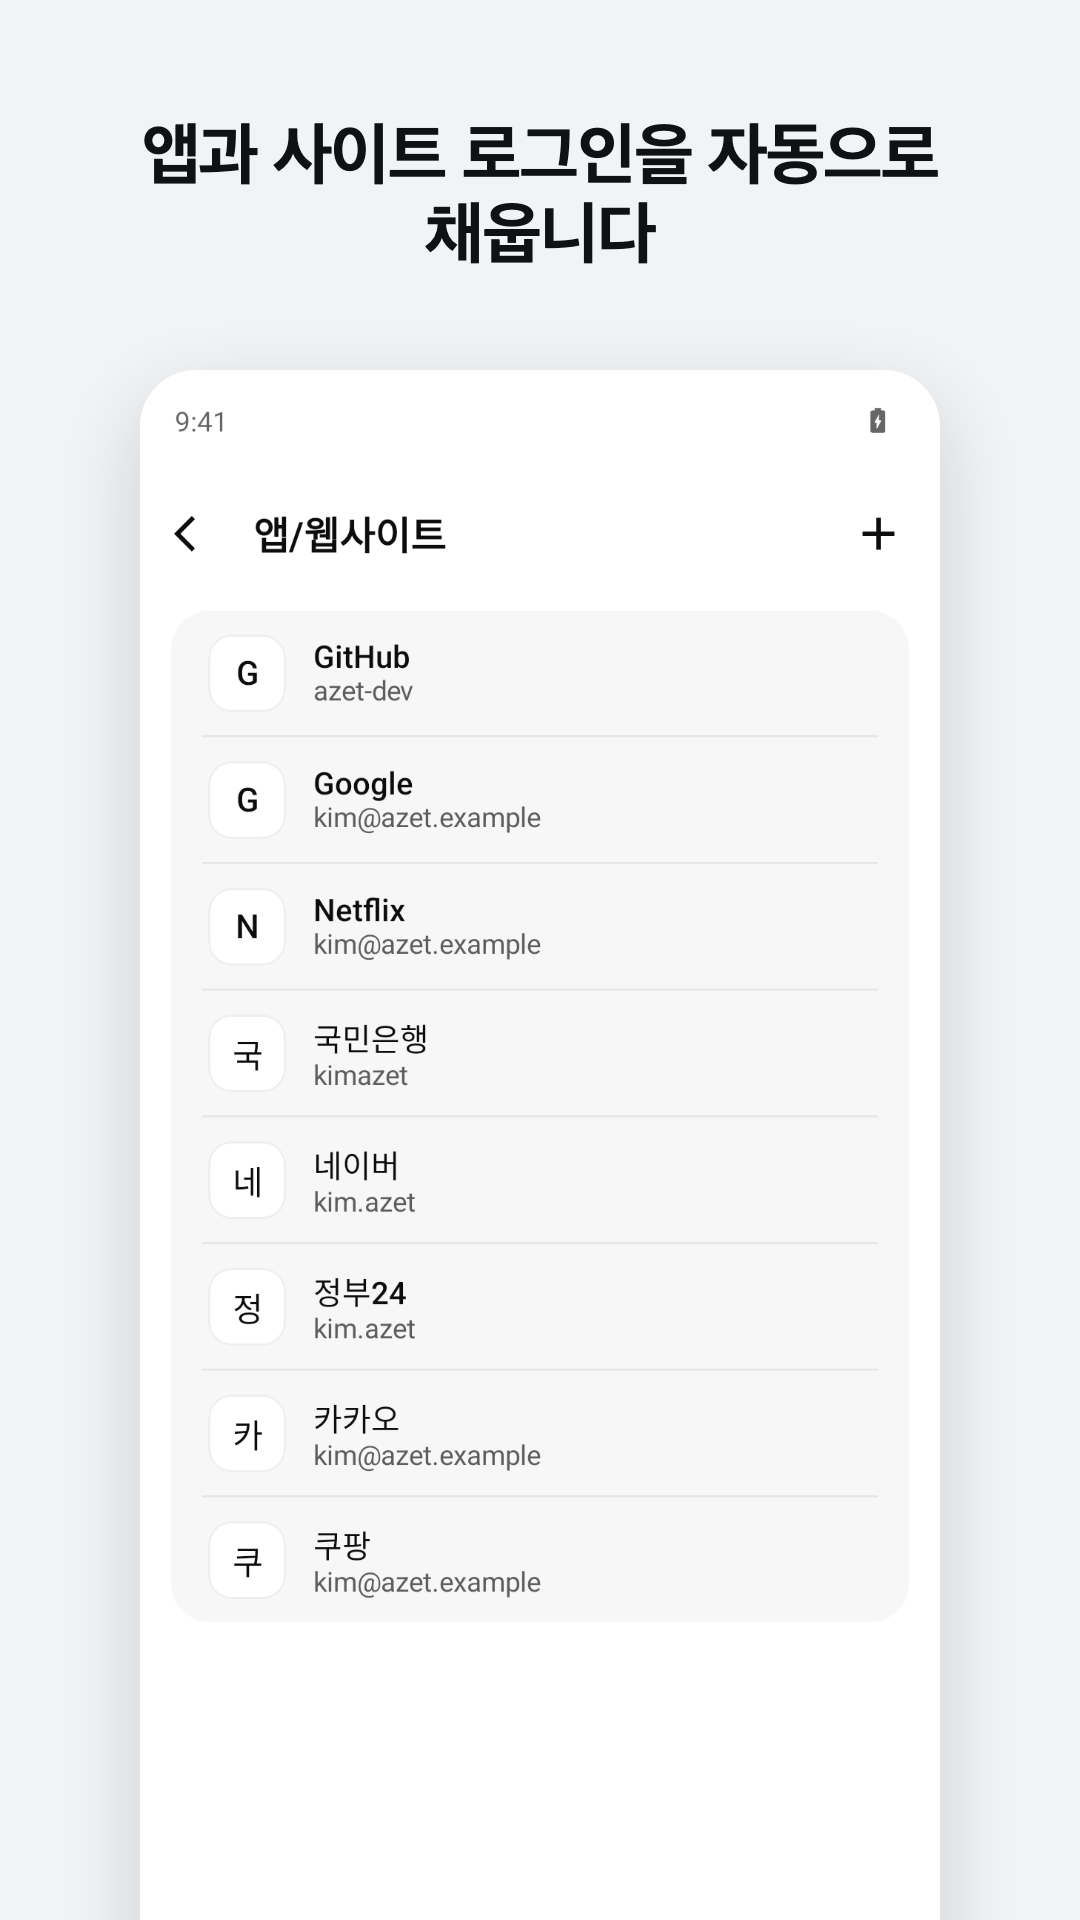 앱과 사이트 로그인을 자동으로
채웁니다
9:41
앱/웹사이트
G
GitHub
azet-dev
G
Google
kim@azet.example
N
Netflix
kim@azet.example
국
국민은행
kimazet
네
네이버
kim.azet
정
정부24
kim.azet
카
카카오
kim@azet.example
쿠
쿠팡
kim@azet.example